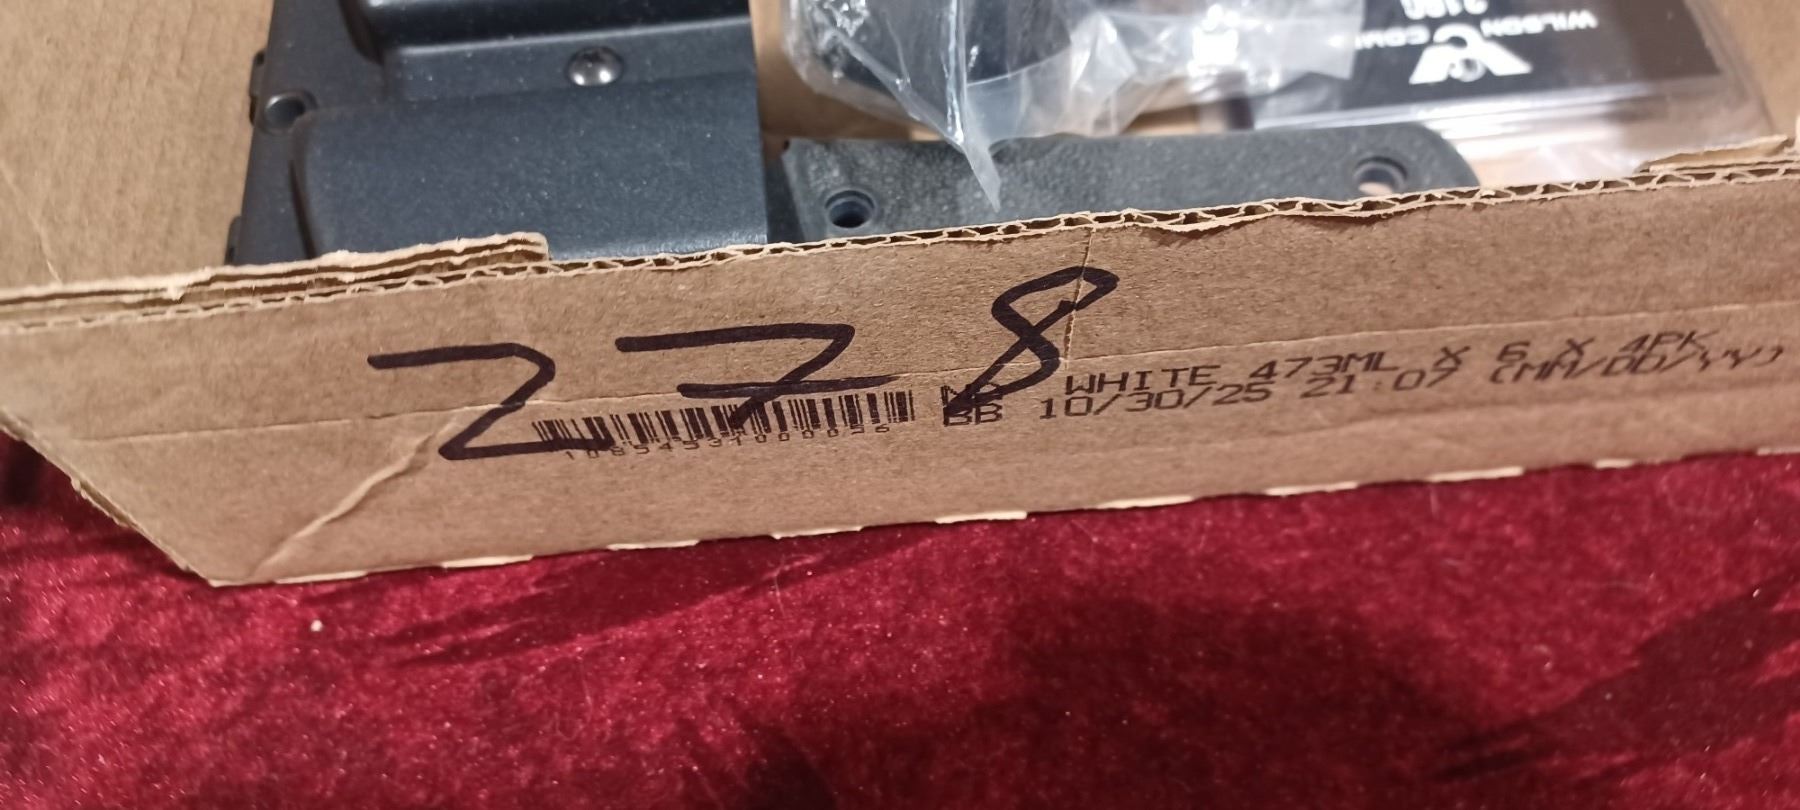 WILSON COMB
278
WHITE 473ML X 6 X 4PK
BB 10/30/25 21:07 (MM/DD/YY)